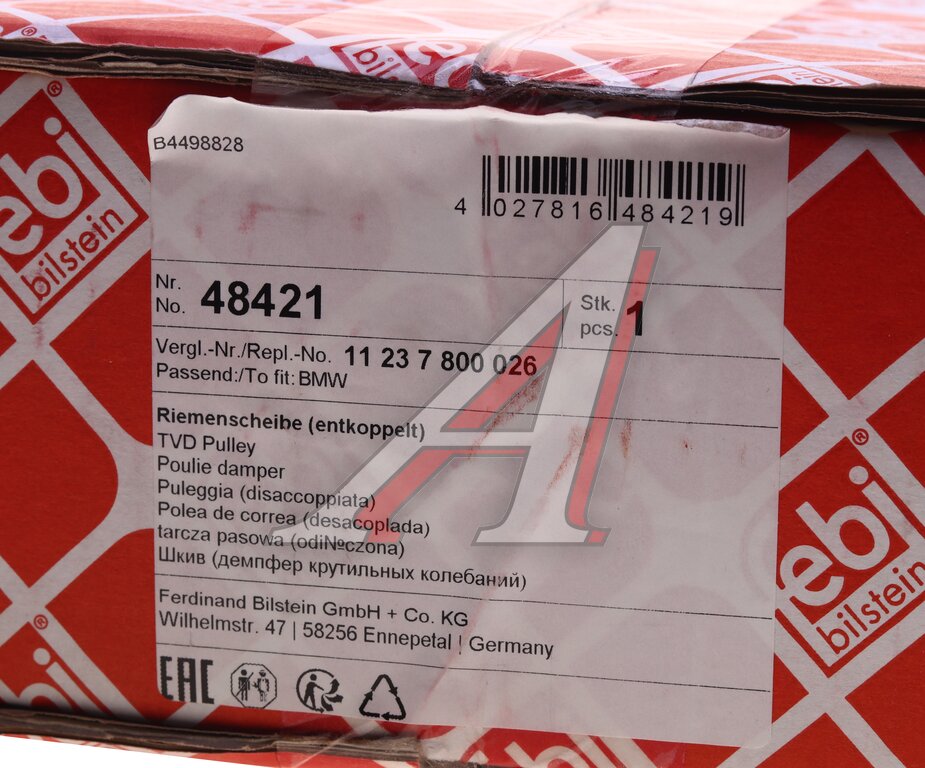 bilstein
febi
bilstein
B4498828
4 027816 484219
Nr.
No. 48421
Stk.
pcs. 1
Vergl.-Nr./Repl.-No. 11 23 7 800 026
Passend:/To fit: BMW
Riemenscheibe (entkoppelt)
TVD Pulley
Poulie damper
Puleggia (disaccoppiata)
Polea de correa (desacoplada)
tarcza pasowa (odi№czona)
Шкив (демпфер крутильных колебаний)
Ferdinand Bilstein GmbH + Co. KG
Wilhelmstr. 47 | 58256 Ennepetal | Germany
EAC
ebi
bilstein